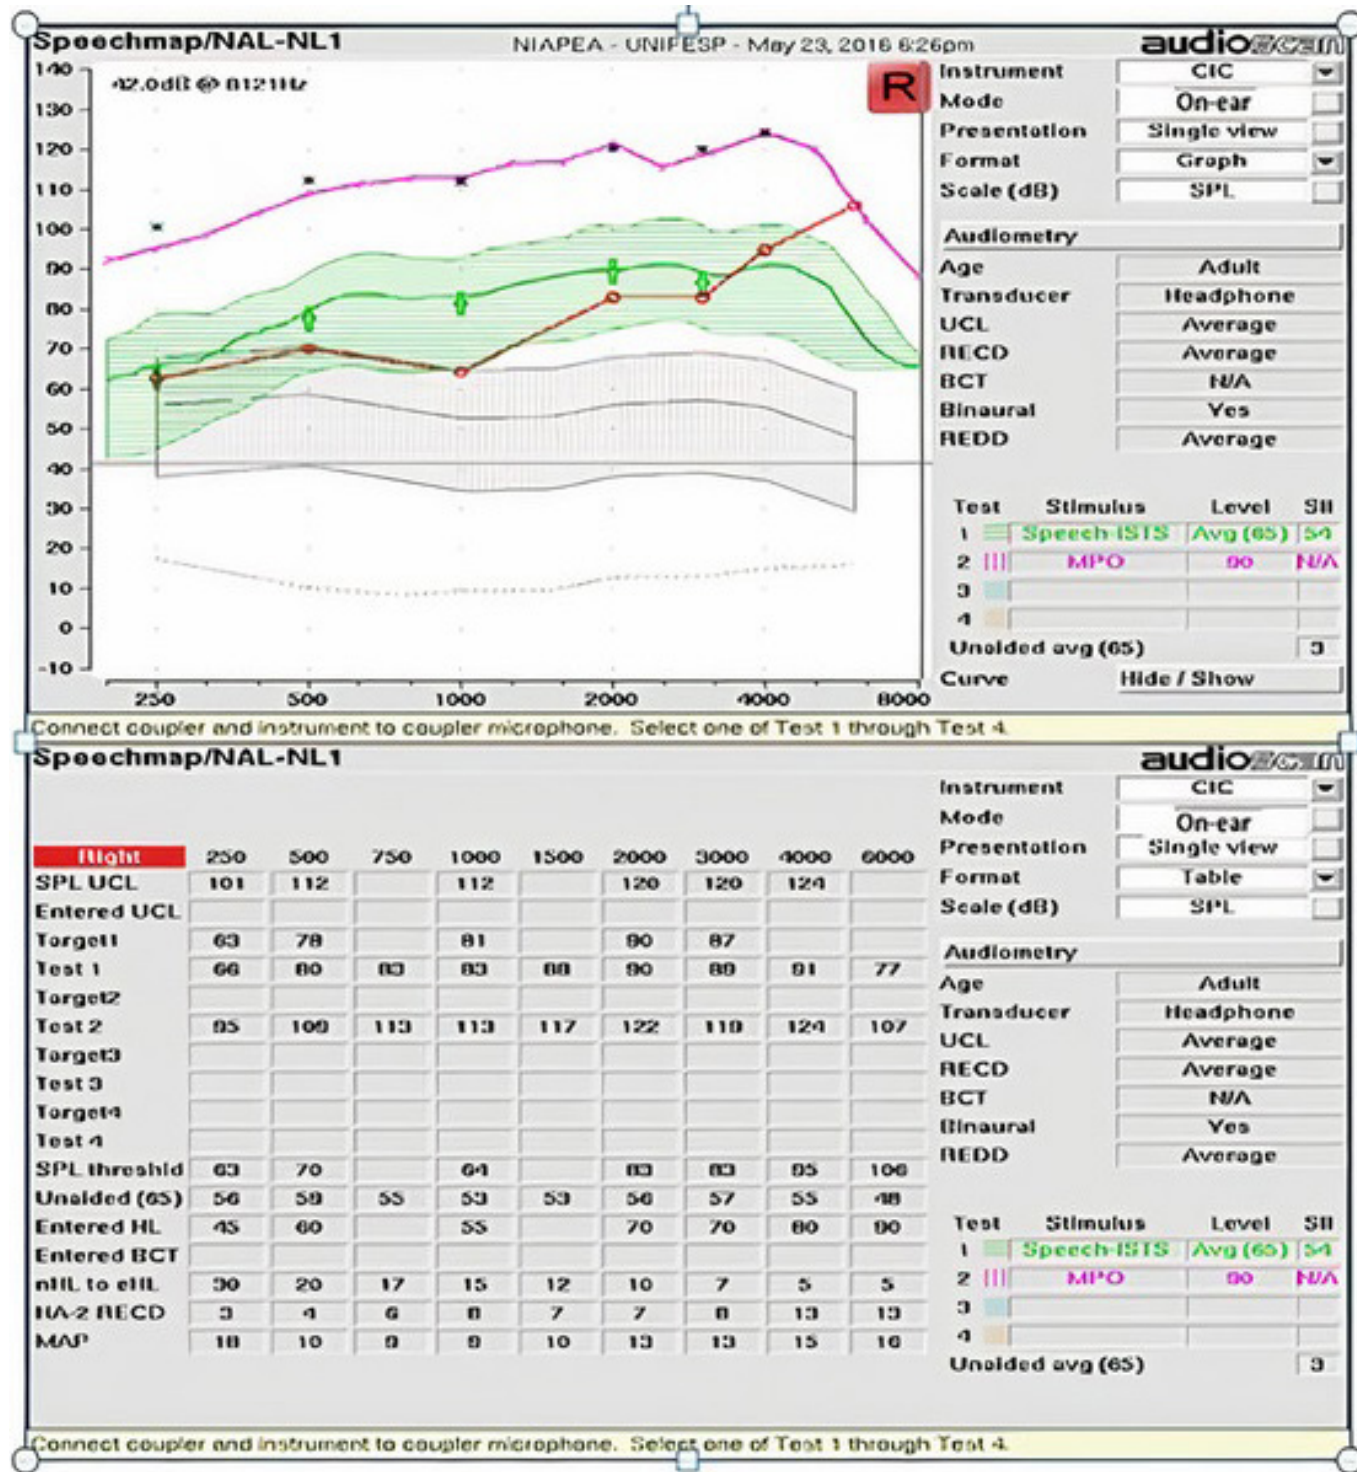 Speechmap/NAL-NL1 NIAPEA - UNIFESP - May 23, 2016 6:26pm audioscan
140
42.0dB @ 8121Hz
R
130
120
110
100
90
80
70
60
50
40
30
20
10
0
-10
250 500 1000 2000 4000 8000
Instrument CIC
Mode On-ear
Presentation Single view
Format Graph
Scale (dB) SPL
Audiometry
Age Adult
Transducer Headphone
UCL Average
RECD Average
BCT N/A
Binaural Yes
REDD Average
Test Stimulus Level SII
1 Speech-ISTS Avg (65) 54
2 MPO 90 N/A
3
4
Unaided avg (65) 3
Curve Hide / Show
Connect coupler and instrument to coupler microphone. Select one of Test 1 through Test 4.
Speechmap/NAL-NL1 audioscan
Right 250 500 750 1000 1500 2000 3000 4000 6000
SPL UCL 101 112 112 120 120 124
Entered UCL
Target1 63 78 81 90 87
Test 1 66 80 83 83 88 90 89 91 77
Target2
Test 2 95 109 113 113 117 122 119 124 107
Target3
Test 3
Target4
Test 4
SPL threshld 63 70 64 83 83 95 106
Unaided (65) 56 59 55 53 53 56 57 55 48
Entered HL 45 60 55 70 70 80 90
Entered BCT
nHL to eHL 30 20 17 15 12 10 7 5 5
HA-2 RECD 3 4 6 8 7 7 8 13 13
MAP 18 10 9 9 10 13 13 15 16
Instrument CIC
Mode On-ear
Presentation Single view
Format Table
Scale (dB) SPL
Audiometry
Age Adult
Transducer Headphone
UCL Average
RECD Average
BCT N/A
Binaural Yes
REDD Average
Test Stimulus Level SII
1 Speech-ISTS Avg (65) 54
2 MPO 90 N/A
3
4
Unaided avg (65) 3
Connect coupler and instrument to coupler microphone. Select one of Test 1 through Test 4.